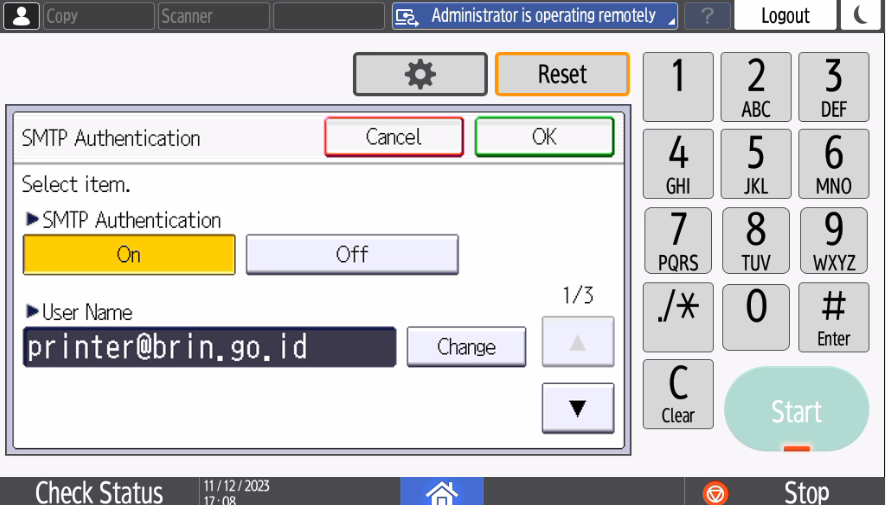 Copy
Scanner
Administrator is operating remotely
?
Logout
Reset
SMTP Authentication
Cancel
OK
Select item.
SMTP Authentication
On
Off
User Name
1/3
printer@brin.go.id
Change
1
2
ABC
3
DEF
4
GHI
5
JKL
6
MNO
7
PQRS
8
TUV
9
WXYZ
./*
0
#
Enter
C
Clear
Start
Check Status
11/12/2023
17:08
Stop